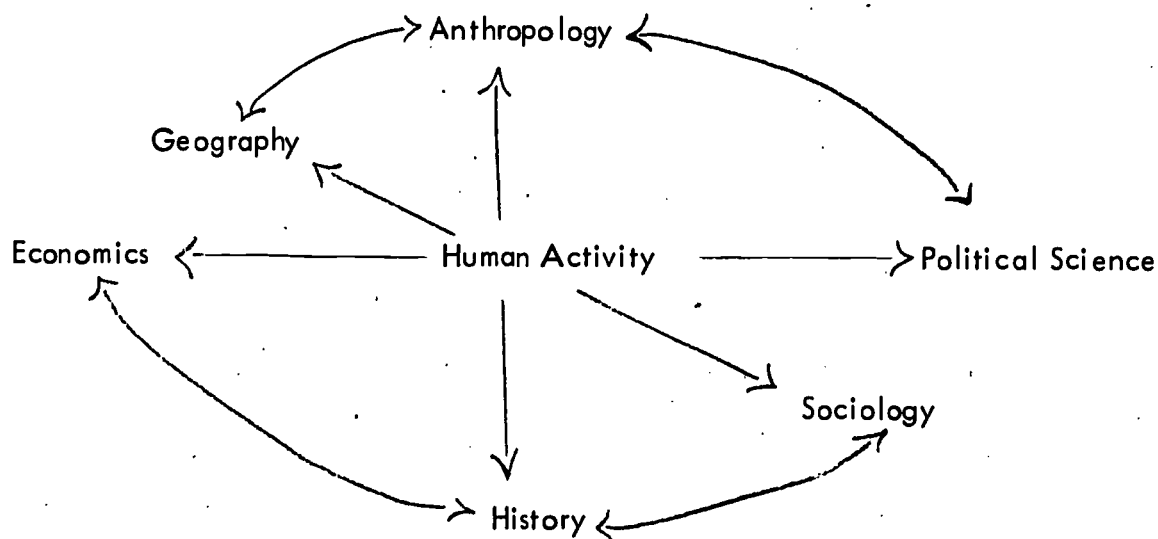 Anthropology
Geography
Economics
Human Activity
Political Science
Sociology
History